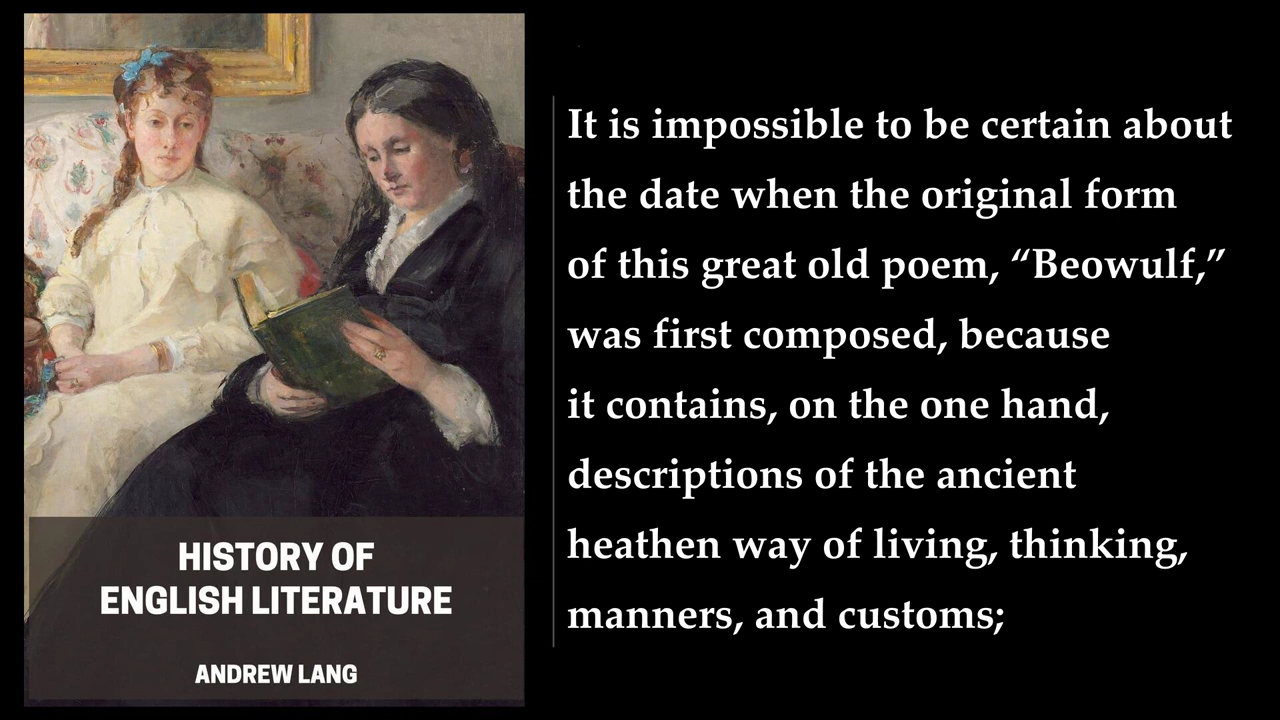 HISTORY OF
ENGLISH LITERATURE
ANDREW LANG
It is impossible to be certain about
the date when the original form
of this great old poem, “Beowulf,”
was first composed, because
it contains, on the one hand,
descriptions of the ancient
heathen way of living, thinking,
manners, and customs;